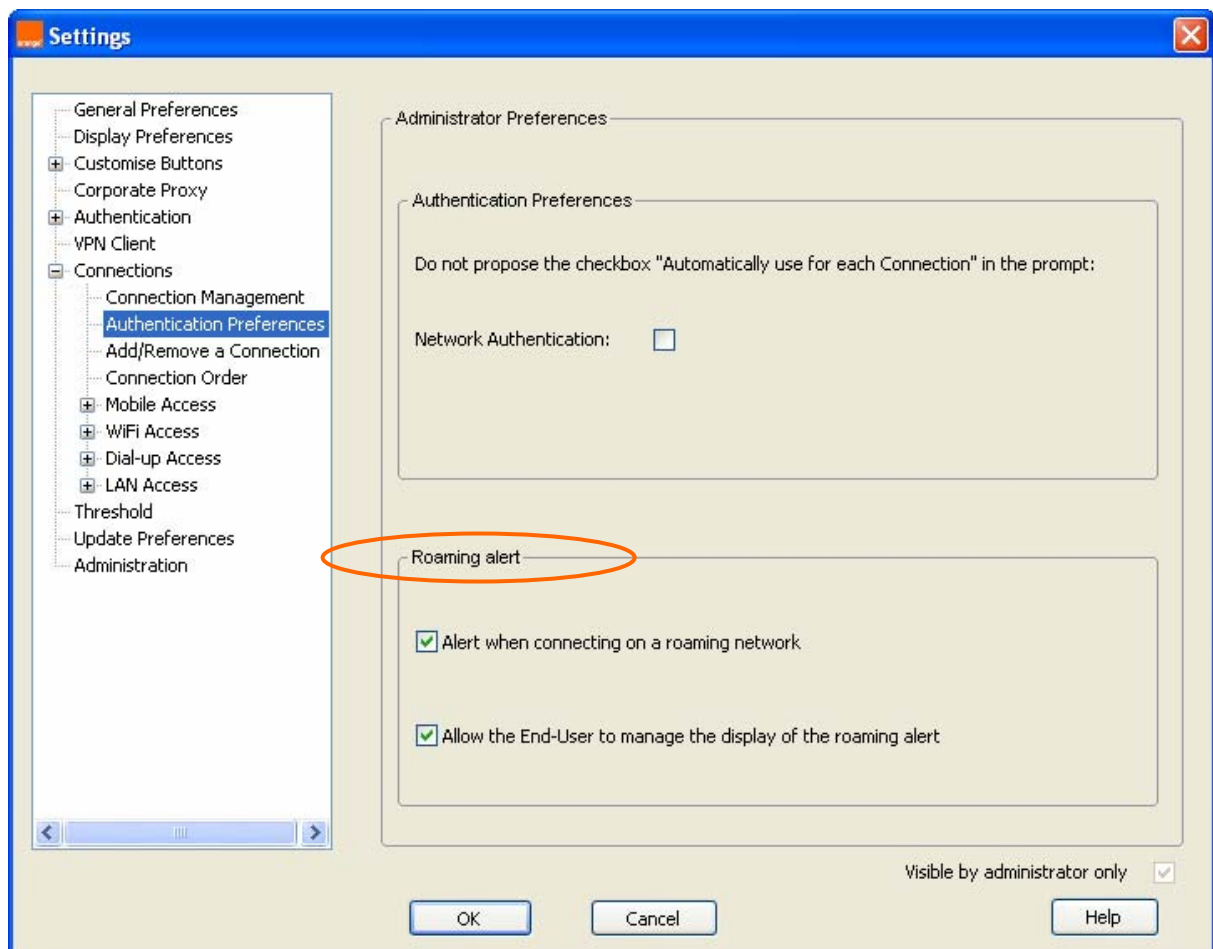 Settings
General Preferences
Display Preferences
Customise Buttons
Corporate Proxy
Authentication
VPN Client
Connections
Connection Management
Authentication Preferences
Add/Remove a Connection
Connection Order
Mobile Access
WiFi Access
Dial-up Access
LAN Access
Threshold
Update Preferences
Administration
Administrator Preferences
Authentication Preferences
Do not propose the checkbox "Automatically use for each Connection" in the prompt:
Network Authentication:
Roaming alert
Alert when connecting on a roaming network
Allow the End-User to manage the display of the roaming alert
Visible by administrator only
OK
Cancel
Help